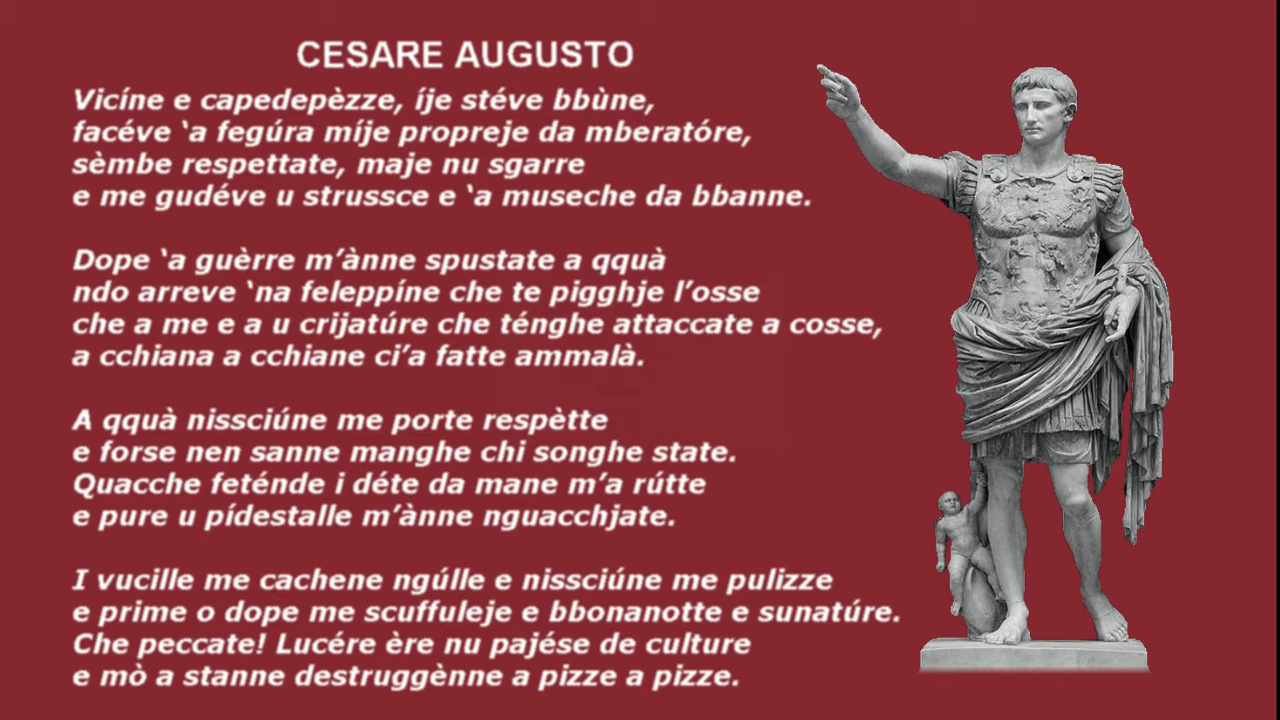 CESARE AUGUSTO
Vicíne e capedepèzze, íje stéve bbùne,
facéve ‘a fegúra míje propreje da mberatóre,
sèmbe respettate, maje nu sgarre
e me gudéve u strussce e ‘a museche da bbanne.
Dope ‘a guèrre m’ànne spustate a qquà
ndo arreve ‘na feleppíne che te pigghje l’osse
che a me e a u crijatúre che ténghe attaccate a cosse,
a cchiana a cchiane ci’a fatte ammalà.
A qquà nissciúne me porte respètte
e forse nen sanne manghe chi songhe state.
Quacche feténde i déte da mane m’a rútte
e pure u pídestalle m’ànne nguacchjate.
I vucille me cachene ngúlle e nissciúne me pulizze
e prime o dope me scuffuleje e bbonanotte e sunatúre.
Che peccate! Lucére ère nu pajése de culture
e mò a stanne destruggènne a pizze a pizze.